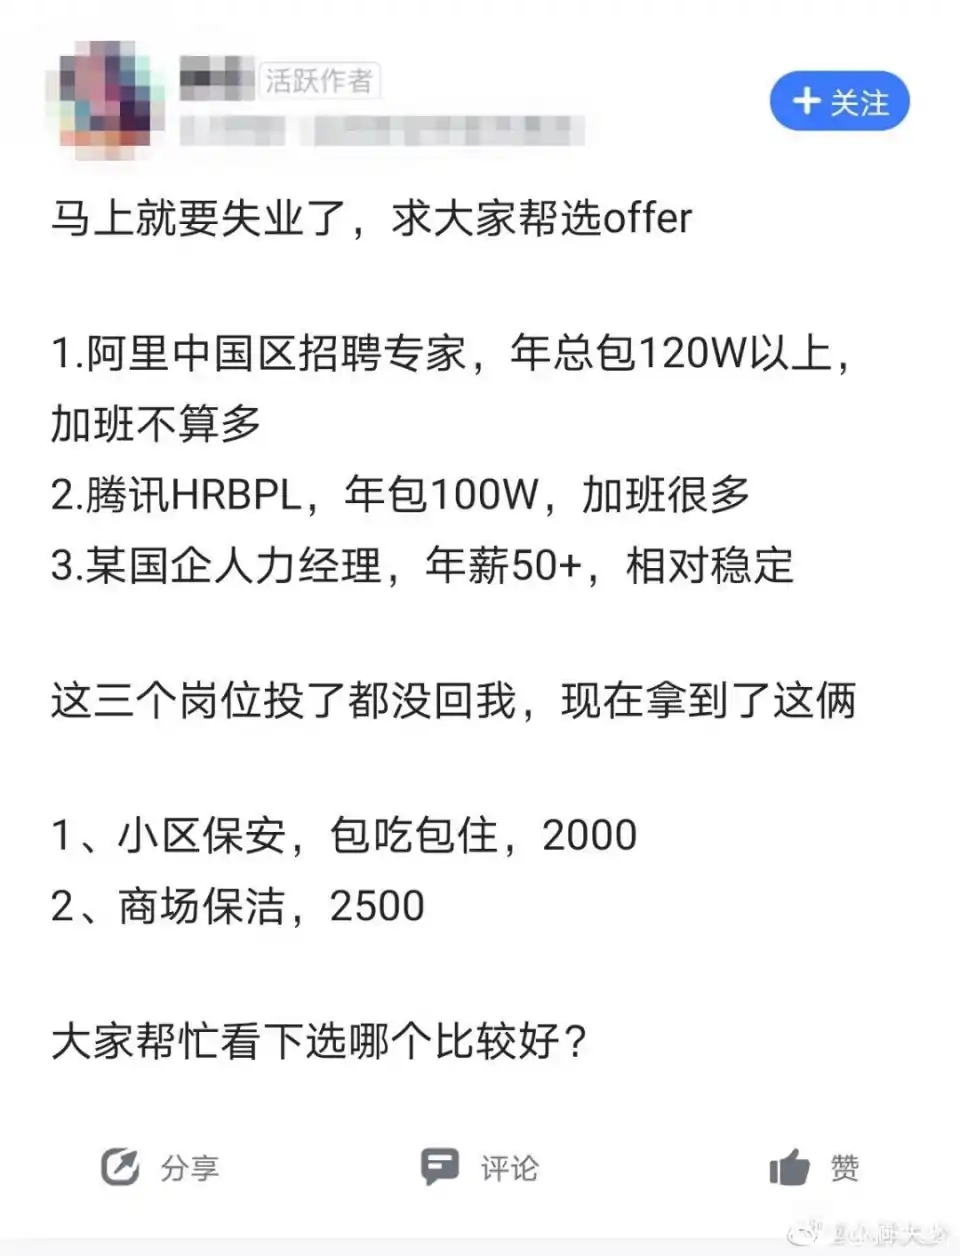 活跃作者
+ 关注
马上就要失业了，求大家帮选offer
1.阿里中国区招聘专家，年总包120W以上，
加班不算多
2.腾讯HRBPL，年包100W，加班很多
3.某国企人力经理，年薪50+，相对稳定
这三个岗位投了都没回我，现在拿到了这俩
1、小区保安，包吃包住，2000
2、商场保洁，2500
大家帮忙看下选哪个比较好？
分享 评论 赞